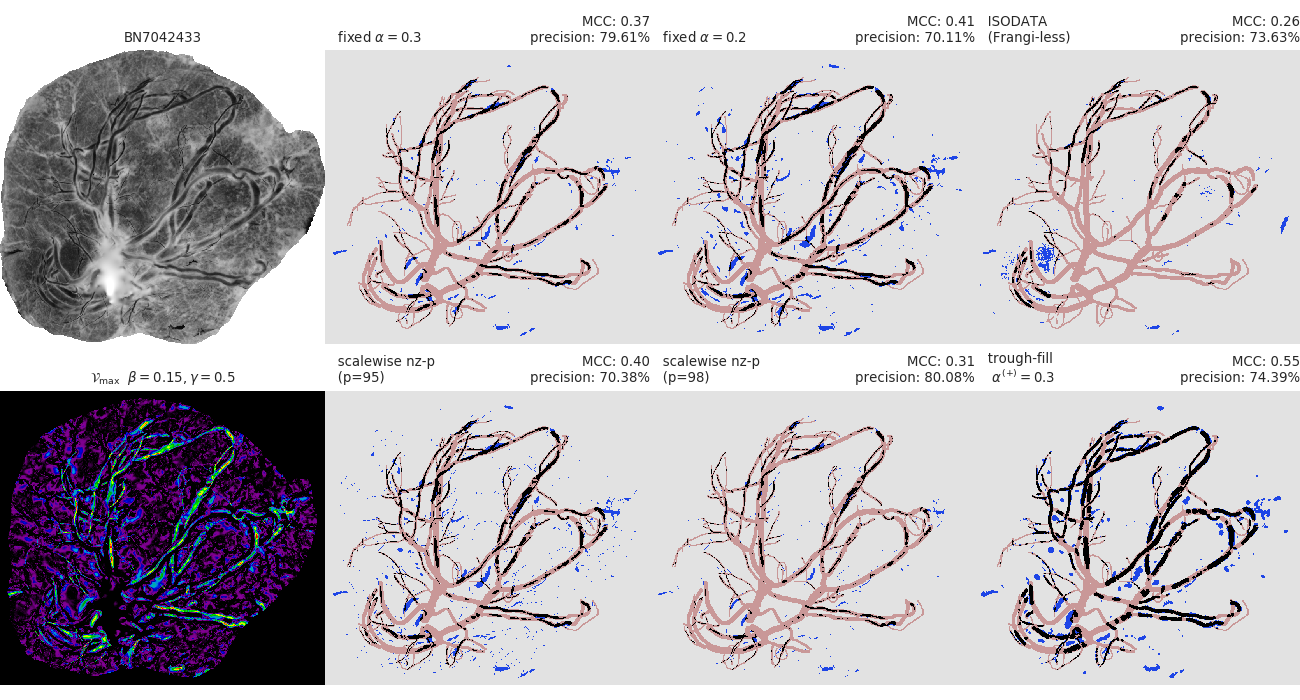 BN7042433
fixed α = 0.3
MCC: 0.37
precision: 79.61%
fixed α = 0.2
MCC: 0.41
precision: 70.11%
ISODATA
(Frangi-less)
MCC: 0.26
precision: 73.63%
𝒱max β = 0.15, γ = 0.5
scalewise nz-p
(p=95)
MCC: 0.40
precision: 70.38%
scalewise nz-p
(p=98)
MCC: 0.31
precision: 80.08%
trough-fill
α(+) = 0.3
MCC: 0.55
precision: 74.39%